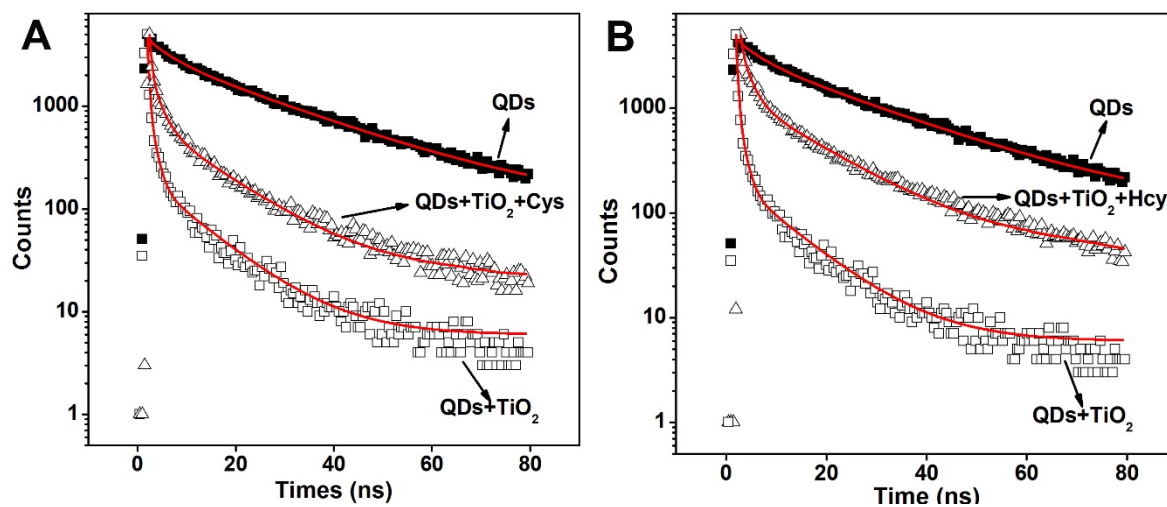 A
1000
100
10
1
Counts
QDs
QDs+TiO₂+Cys
QDs+TiO₂
0 20 40 60 80
Times (ns)
B
1000
100
10
1
Counts
QDs
QDs+TiO₂+Hcy
QDs+TiO₂
0 20 40 60 80
Time (ns)